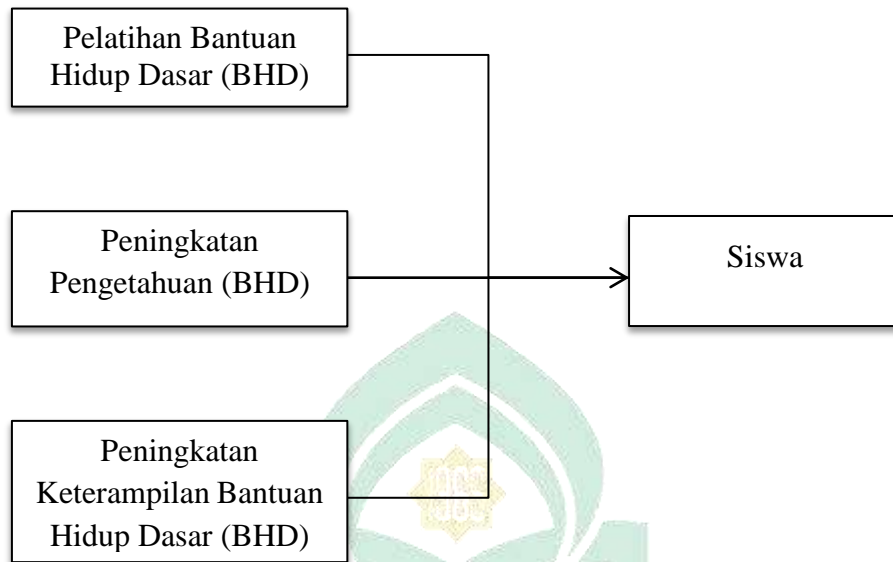 Pelatihan Bantuan
Hidup Dasar (BHD)
Peningkatan
Pengetahuan (BHD)
Siswa
Peningkatan
Keterampilan Bantuan
Hidup Dasar (BHD)